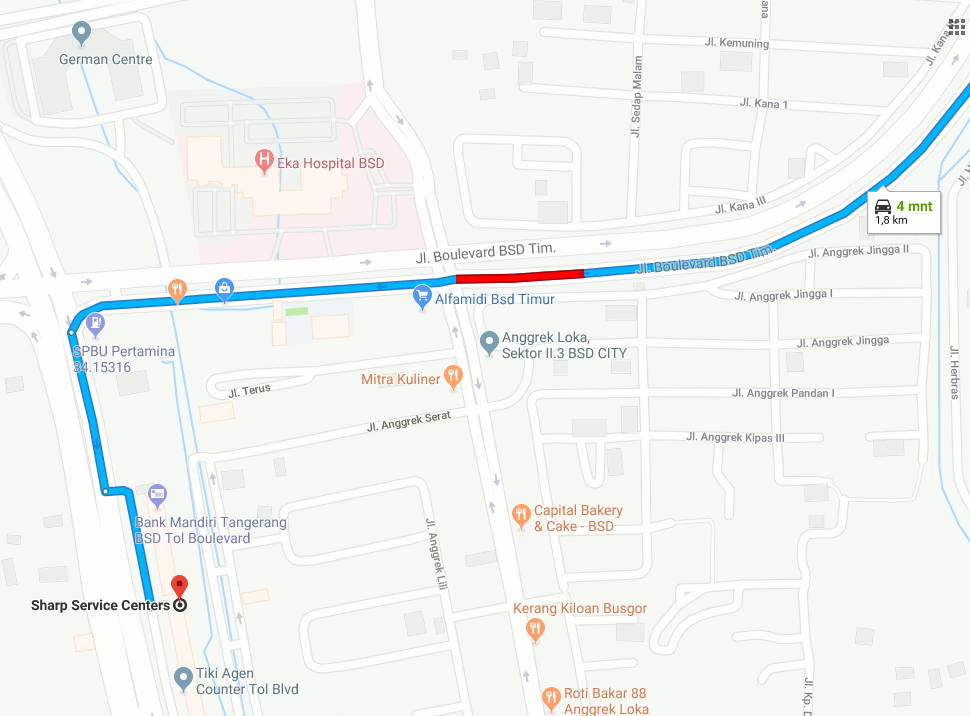 German Centre
Jl. Kemuning
Jl. Kana
Jl. Sedap Malam
Jl. Kana 1
Eka Hospital BSD
4 mnt
1,8 km
Jl. Kana III
Jl. Boulevard BSD Tim.
Jl. Boulevard BSD Tim.
Jl. Anggrek Jingga II
Jl. Anggrek Jingga I
Alfamidi Bsd Timur
SPBU Pertamina
34.15316
Anggrek Loka,
Sektor II.3 BSD CITY
Jl. Anggrek Jingga
Jl. Herbras
Mitra Kuliner
Jl. Terus
Jl. Anggrek Pandan I
Jl. Anggrek Serat
Jl. Anggrek Kipas III
100
Bank Mandiri Tangerang
BSD Tol Boulevard
Capital Bakery
& Cake - BSD
Jl. Anggrek Lili
Sharp Service Centers
Kerang Kiloan Busgor
Tiki Agen
Counter Tol Blvd
Roti Bakar 88
Anggrek Loka
Jl. Kp.